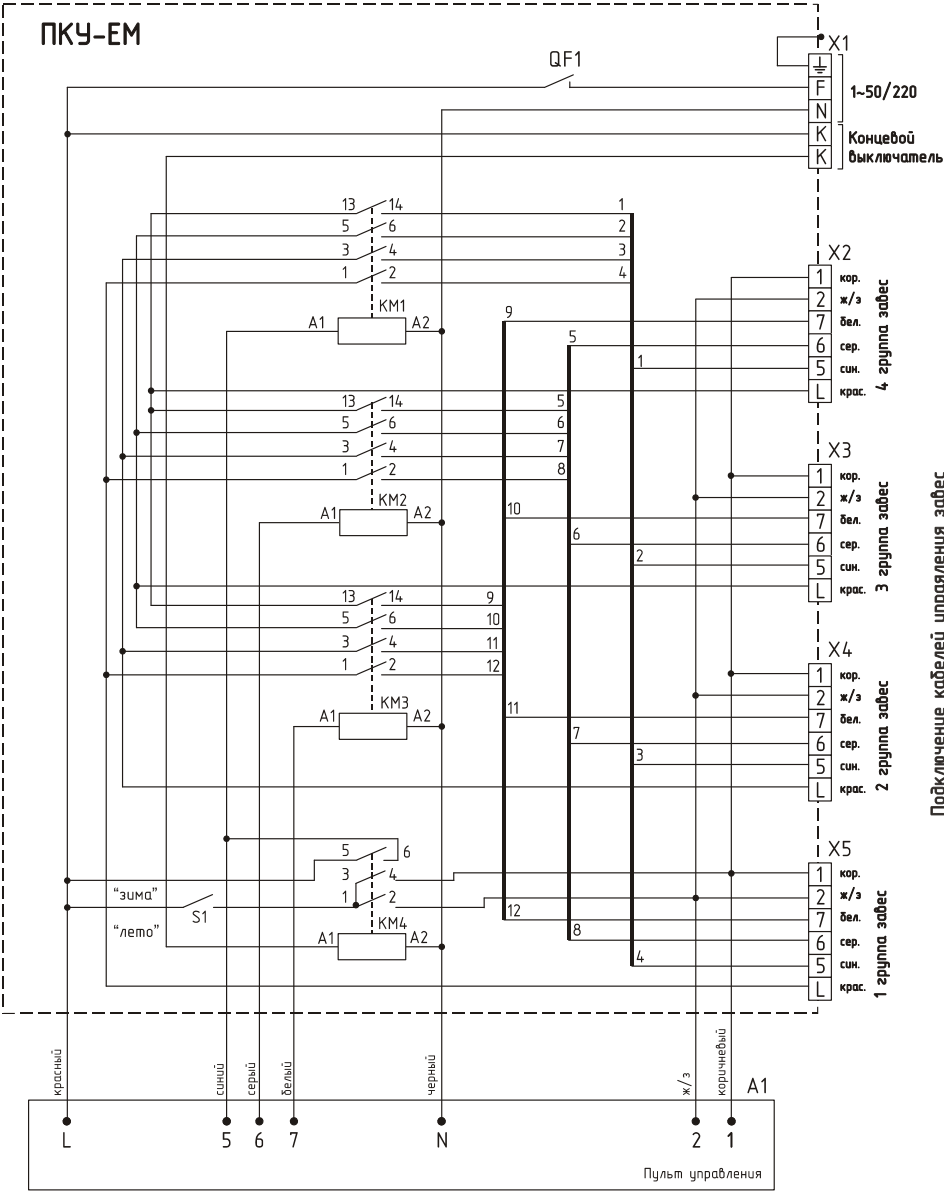 ПКУ-ЕМ
QF1
X1
F
1~50/220
N
K
Концевой
K
выключатель
13 14 1
5 6 2
3 4 3
1 2 4
KM1
A1 A2
X2
1 кор.
2 ж/з
9 7 бел.
5 6 сер.
1 5 син.
L крас.
4 группа завес
13 14 5
5 6 6
3 4 7
1 2 8
KM2
A1 A2
X3
1 кор.
2 ж/з
10 7 бел.
6 6 сер.
2 5 син.
L крас.
3 группа завес
13 14 9
5 6 10
3 4 11
1 2 12
KM3
A1 A2
X4
1 кор.
2 ж/з
11 7 бел.
7 6 сер.
3 5 син.
L крас.
2 группа завес
Подключение кабелей упраяления завес
5 6
3 4
1 2
"зима"
S1
"лето"
KM4
A1 A2
X5
1 кор.
2 ж/з
12 7 бел.
8 6 сер.
4 5 син.
L крас.
1 группа завес
красный
синий
серый
белый
черный
ж/з
коричневый
A1
L 5 6 7 N 2 1
Пульт управления